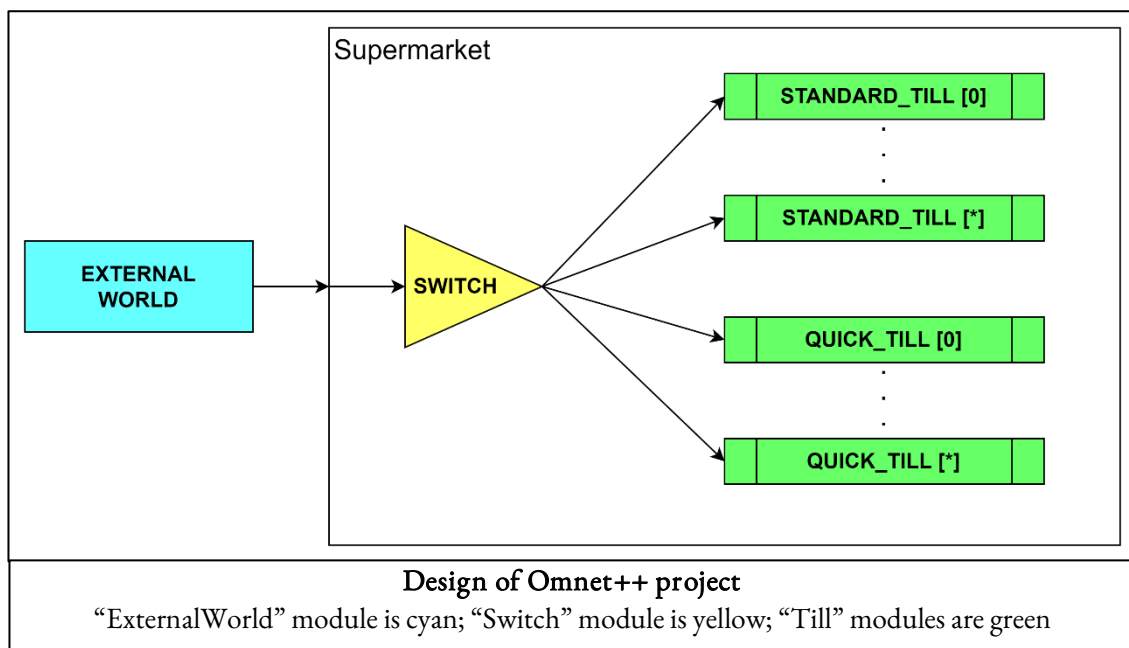 Supermarket
STANDARD_TILL [0]
STANDARD_TILL [*]
EXTERNAL
WORLD
SWITCH
QUICK_TILL [0]
QUICK_TILL [*]
Design of Omnet++ project
“ExternalWorld” module is cyan; “Switch” module is yellow; “Till” modules are green